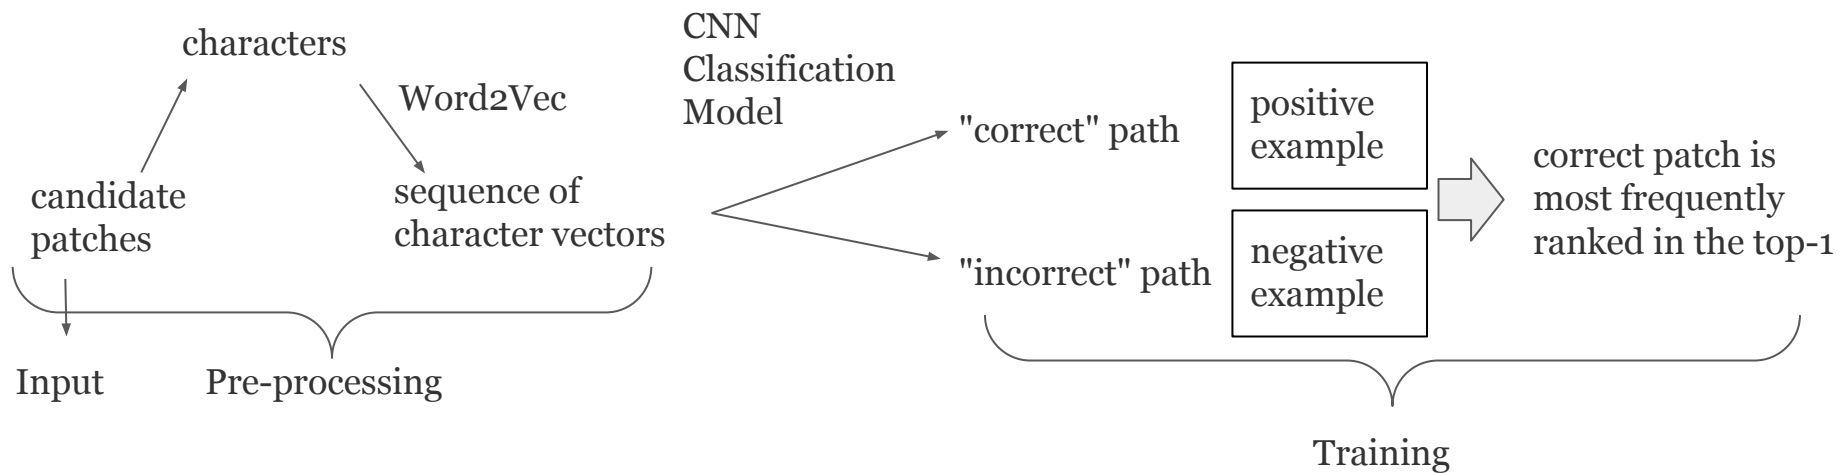 characters
Word2Vec
candidate
patches
sequence of
character vectors
Input
Pre-processing
CNN
Classification
Model
"correct" path
"incorrect" path
positive
example
negative
example
correct patch is
most frequently
ranked in the top-1
Training